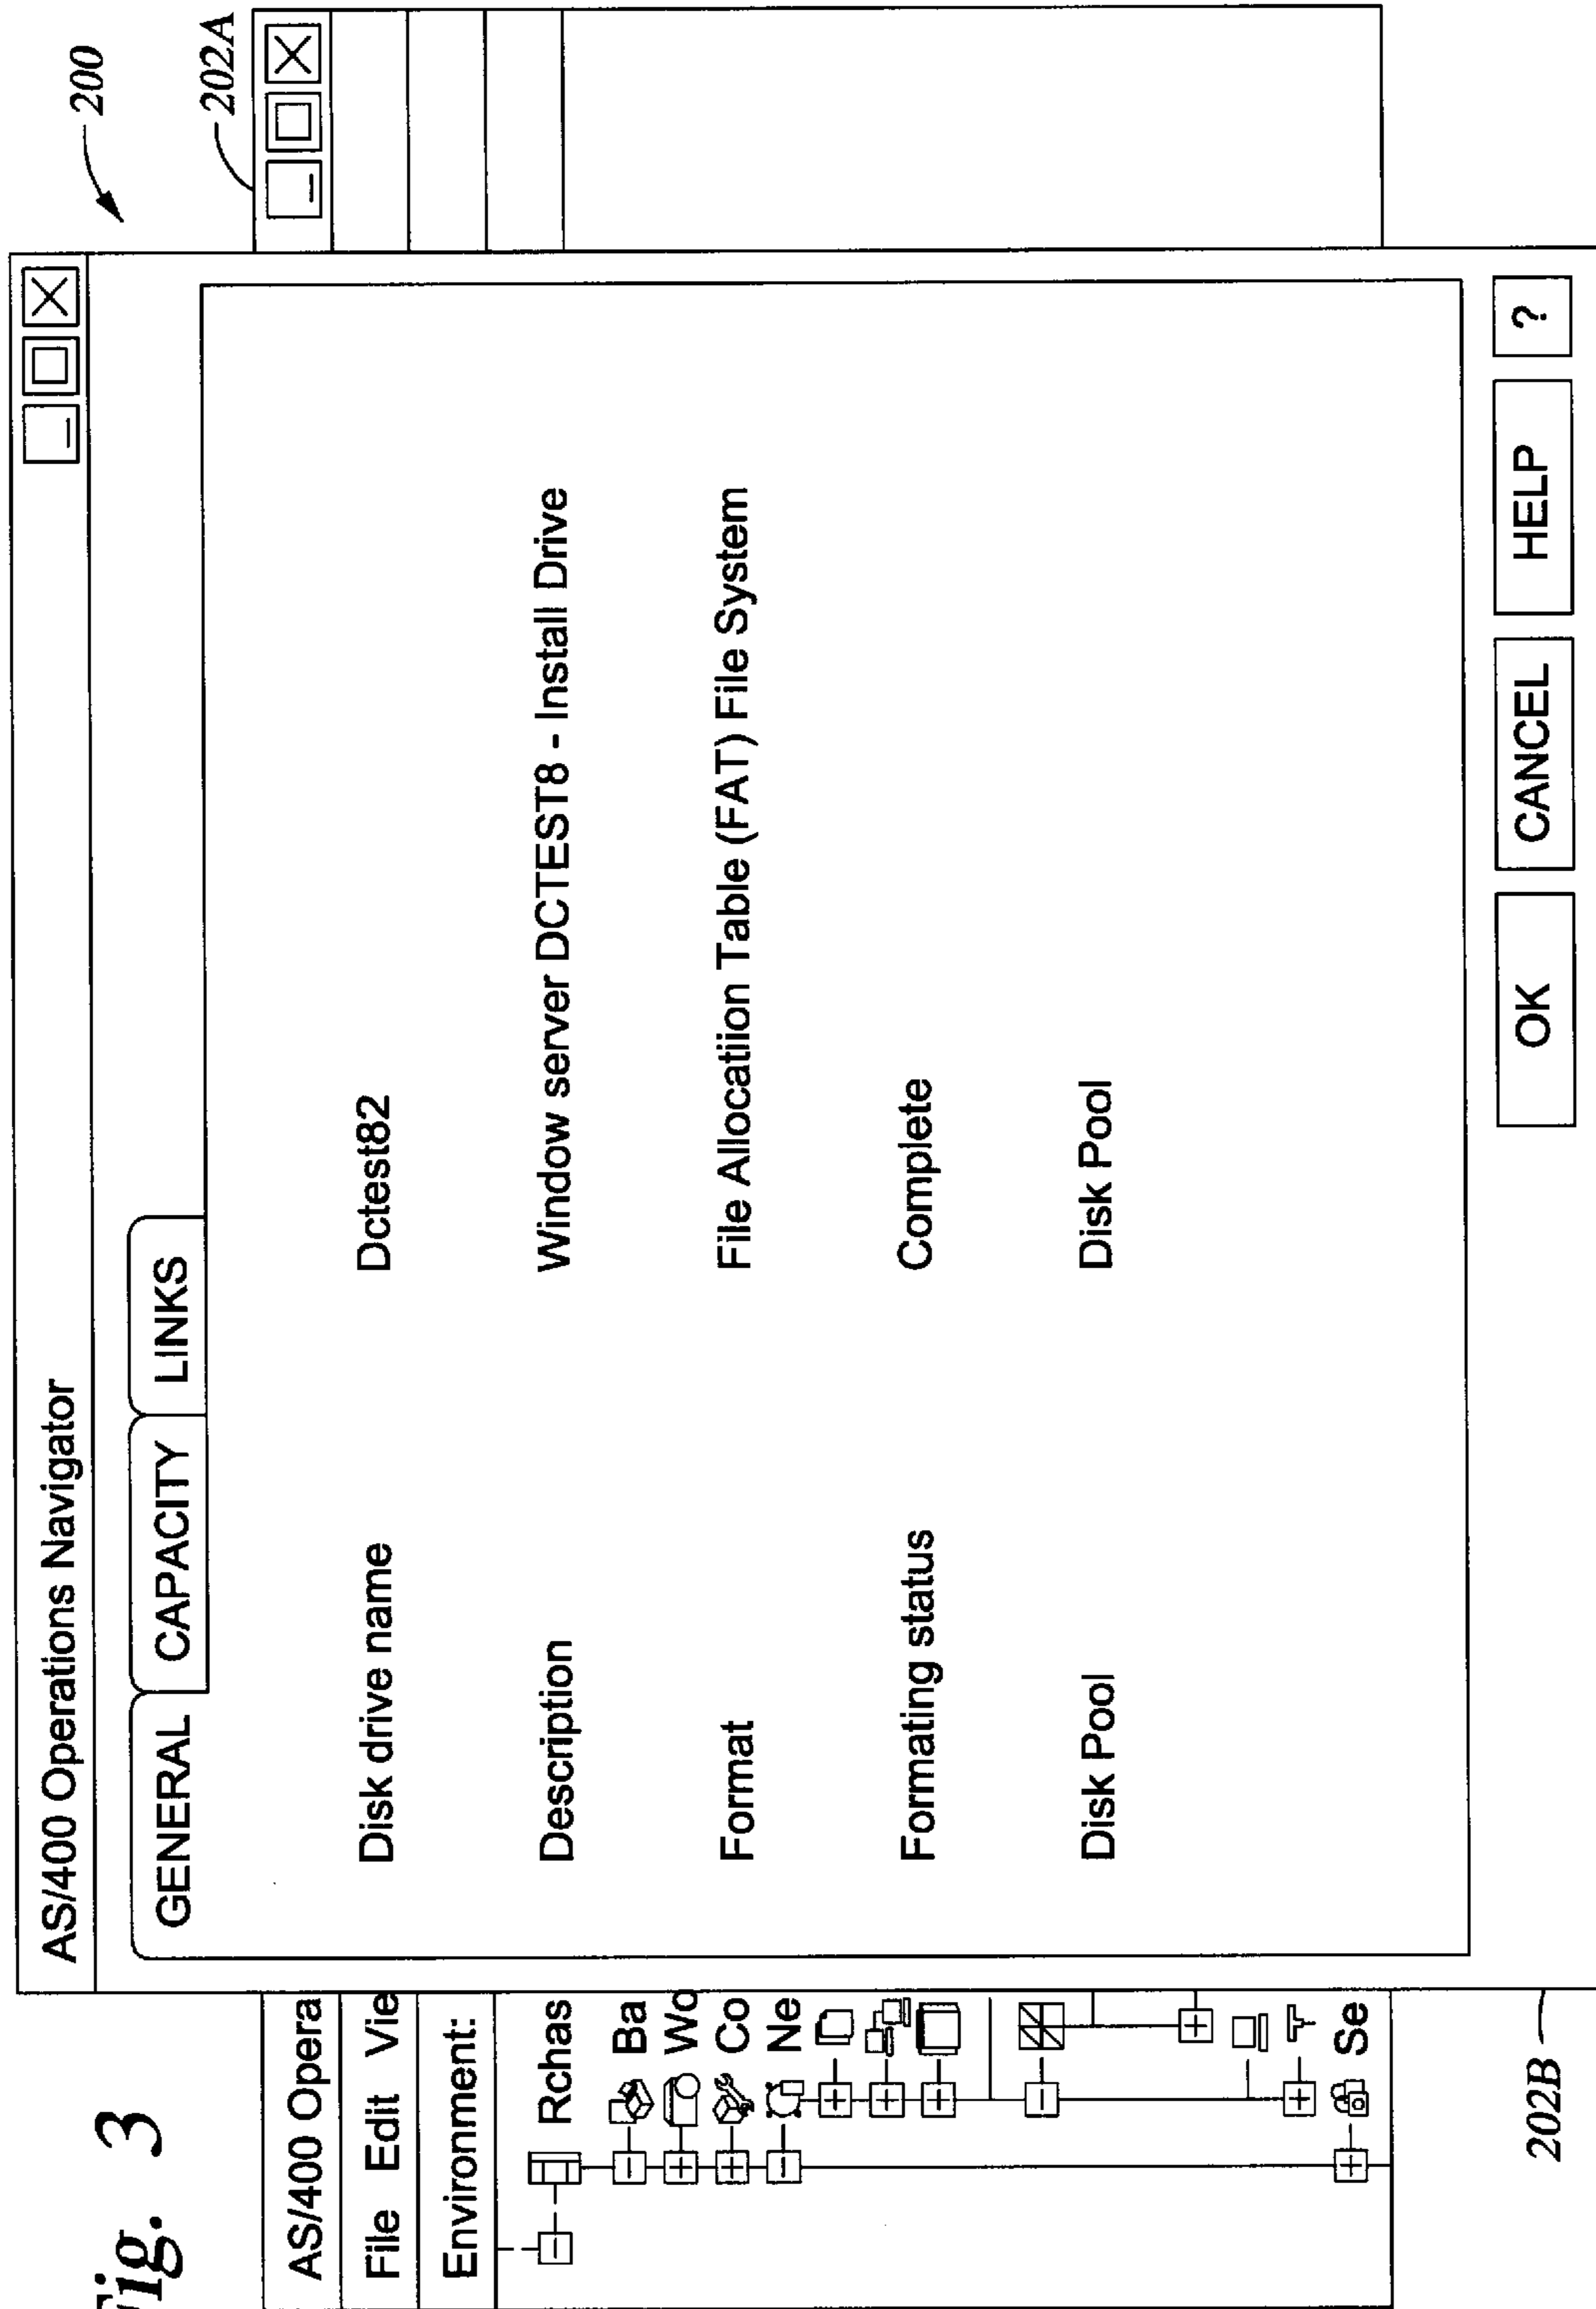 Fig. 3
200
202A
AS/400 Operations Navigator
GENERAL CAPACITY LINKS
Disk drive name Dctest82
Description Window server DCTEST8 - Install Drive
Format File Allocatiion Table (FAT) File System
Formating status Complete
Disk Pool Disk Pool
OK CANCEL HELP ?
AS/400 Opera
File Edit Vie
Environment:
Rchas
Ba
Wo
Co
Ne
Se
202B